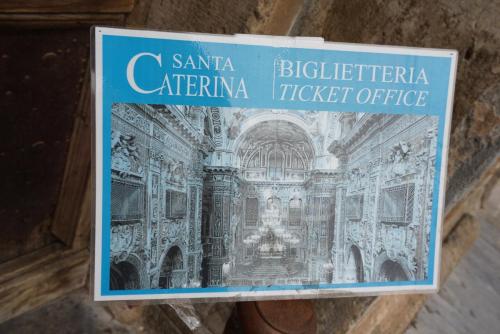 SANTA
CATERINA
BIGLIETTERIA
TICKET OFFICE